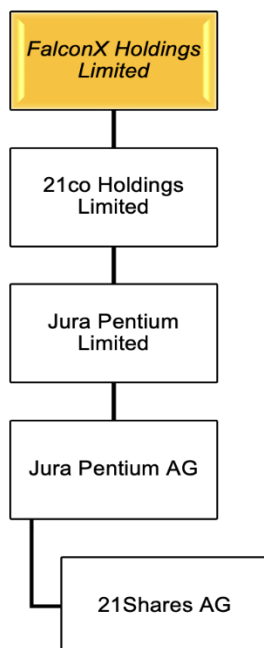 FalconX Holdings
Limited
21co Holdings
Limited
Jura Pentium
Limited
Jura Pentium AG
21Shares AG